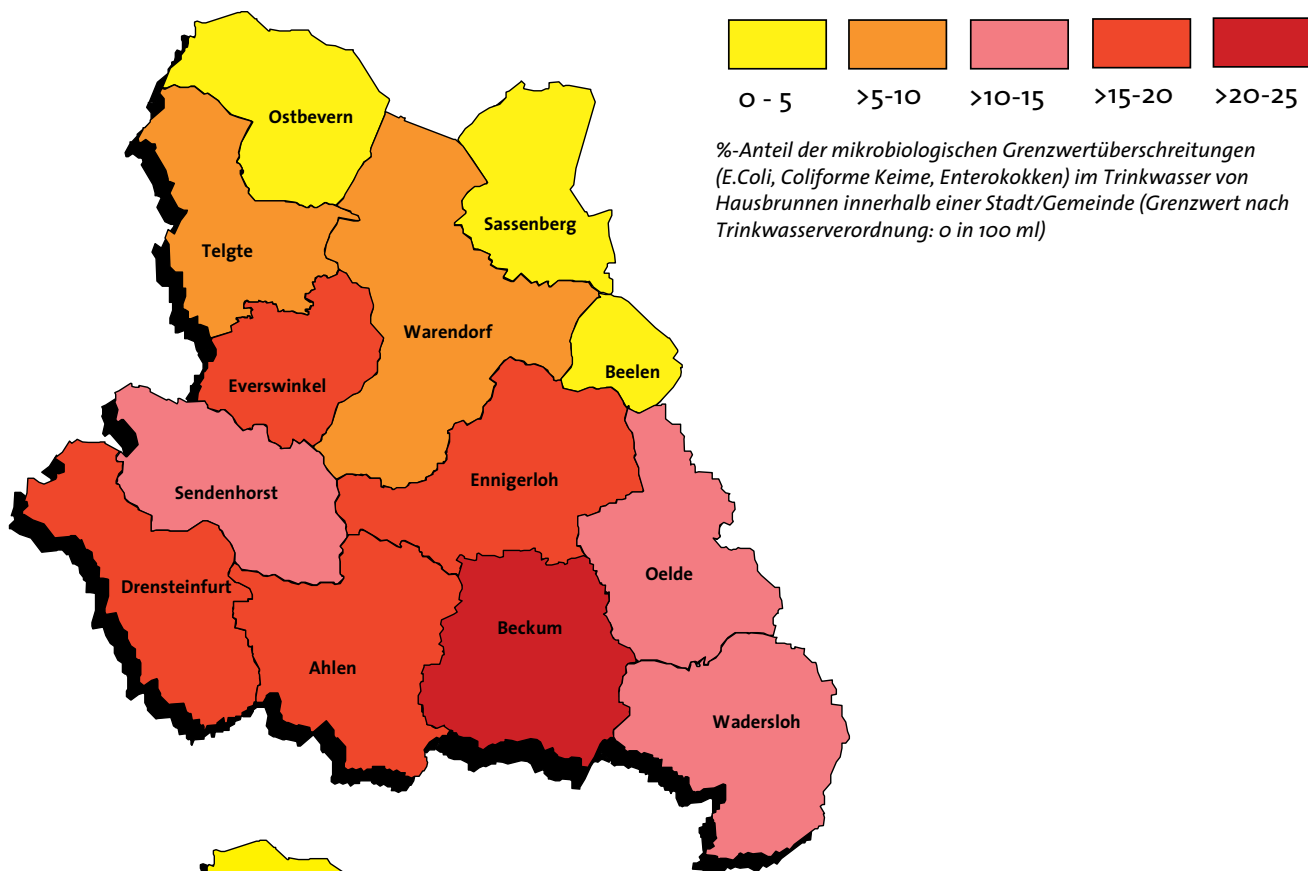 0 - 5 >5-10 >10-15 >15-20 >20-25
%-Anteil der mikrobiologischen Grenzwertüberschreitungen
(E.Coli, Coliforme Keime, Enterokokken) im Trinkwasser von
Hausbrunnen innerhalb einer Stadt/Gemeinde (Grenzwert nach
Trinkwasserverordnung: 0 in 100 ml)
Ostbevern
Sassenberg
Telgte
Warendorf
Beelen
Everswinkel
Ennigerloh
Sendenhorst
Oelde
Drensteinfurt
Beckum
Ahlen
Wadersloh